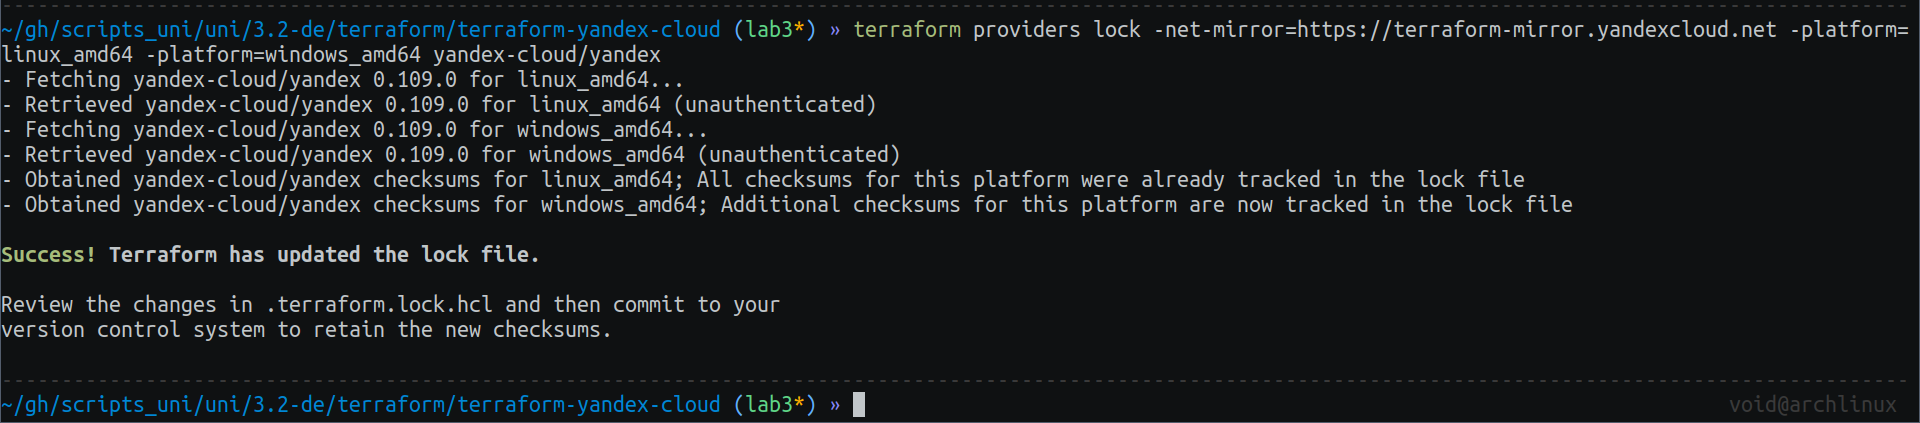 ~/gh/scripts_uni/uni/3.2-de/terraform/terraform-yandex-cloud (lab3*) » terraform providers lock -net-mirror=https://terraform-mirror.yandexcloud.net -platform=
linux_amd64 -platform=windows_amd64 yandex-cloud/yandex
- Fetching yandex-cloud/yandex 0.109.0 for linux_amd64...
- Retrieved yandex-cloud/yandex 0.109.0 for linux_amd64 (unauthenticated)
- Fetching yandex-cloud/yandex 0.109.0 for windows_amd64...
- Retrieved yandex-cloud/yandex 0.109.0 for windows_amd64 (unauthenticated)
- Obtained yandex-cloud/yandex checksums for linux_amd64; All checksums for this platform were already tracked in the lock file
- Obtained yandex-cloud/yandex checksums for windows_amd64; Additional checksums for this platform are now tracked in the lock file
Success! Terraform has updated the lock file.
Review the changes in .terraform.lock.hcl and then commit to your
version control system to retain the new checksums.
~/gh/scripts_uni/uni/3.2-de/terraform/terraform-yandex-cloud (lab3*) » void@archlinux